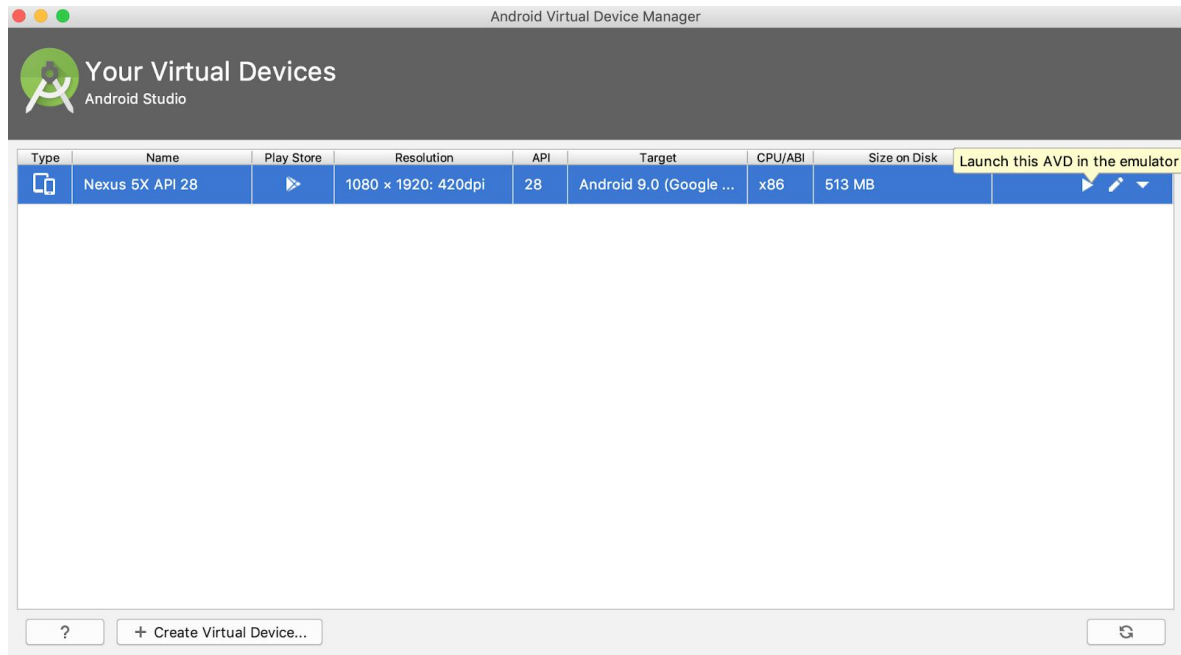 Android Virtual Device Manager
Your Virtual Devices
Android Studio
Type Name Play Store Resolution API Target CPU/ABI Size on Disk
Launch this AVD in the emulator
Nexus 5X API 28 1080 × 1920: 420dpi 28 Android 9.0 (Google ... x86 513 MB
? + Create Virtual Device...